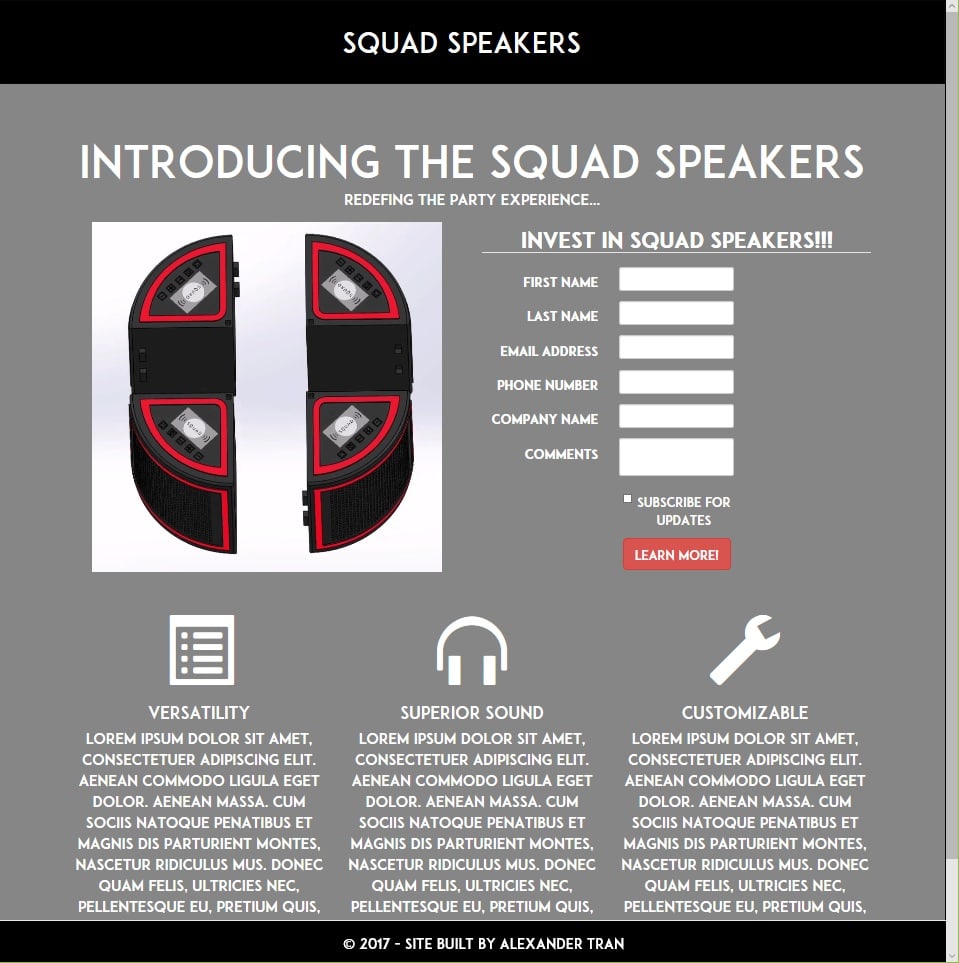 SQUAD SPEAKERS
INTRODUCING THE SQUAD SPEAKERS
REDEFING THE PARTY EXPERIENCE...
INVEST IN SQUAD SPEAKERS!!!
FIRST NAME
LAST NAME
EMAIL ADDRESS
PHONE NUMBER
COMPANY NAME
COMMENTS
SUBSCRIBE FOR
UPDATES
LEARN MORE!
SQUAD
SQUAD
SQUAD
SQUAD
VERSATILITY
LOREM IPSUM DOLOR SIT AMET,
CONSECTETUER ADIPISCING ELIT.
AENEAN COMMODO LIGULA EGET
DOLOR. AENEAN MASSA. CUM
SOCIIS NATOQUE PENATIBUS ET
MAGNIS DIS PARTURIENT MONTES,
NASCETUR RIDICULUS MUS. DONEC
QUAM FELIS, ULTRICIES NEC,
PELLENTESQUE EU, PRETIUM QUIS,
SUPERIOR SOUND
LOREM IPSUM DOLOR SIT AMET,
CONSECTETUER ADIPISCING ELIT.
AENEAN COMMODO LIGULA EGET
DOLOR. AENEAN MASSA. CUM
SOCIIS NATOQUE PENATIBUS ET
MAGNIS DIS PARTURIENT MONTES,
NASCETUR RIDICULUS MUS. DONEC
QUAM FELIS, ULTRICIES NEC,
PELLENTESQUE EU, PRETIUM QUIS,
CUSTOMIZABLE
LOREM IPSUM DOLOR SIT AMET,
CONSECTETUER ADIPISCING ELIT.
AENEAN COMMODO LIGULA EGET
DOLOR. AENEAN MASSA. CUM
SOCIIS NATOQUE PENATIBUS ET
MAGNIS DIS PARTURIENT MONTES,
NASCETUR RIDICULUS MUS. DONEC
QUAM FELIS, ULTRICIES NEC,
PELLENTESQUE EU, PRETIUM QUIS,
© 2017 - SITE BUILT BY ALEXANDER TRAN